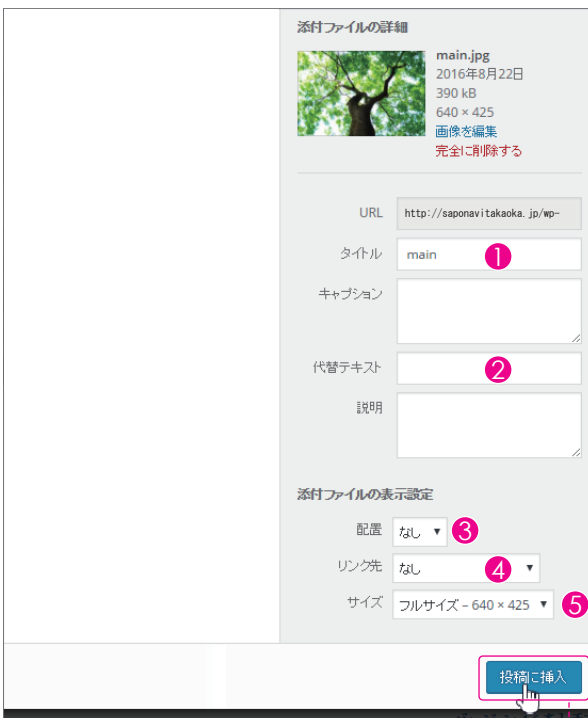 添付ファイルの詳細
main.jpg
2016年8月22日
390 kB
640 × 425
画像を編集
完全に削除する
URL http://saponavitakaoka.jp/wp-
タイトル main 1
キャプション
代替テキスト 2
説明
添付ファイルの表示設定
配置 なし ▼ 3
リンク先 なし 4 ▼
サイズ フルサイズ – 640 × 425 ▼ 5
投稿に挿入